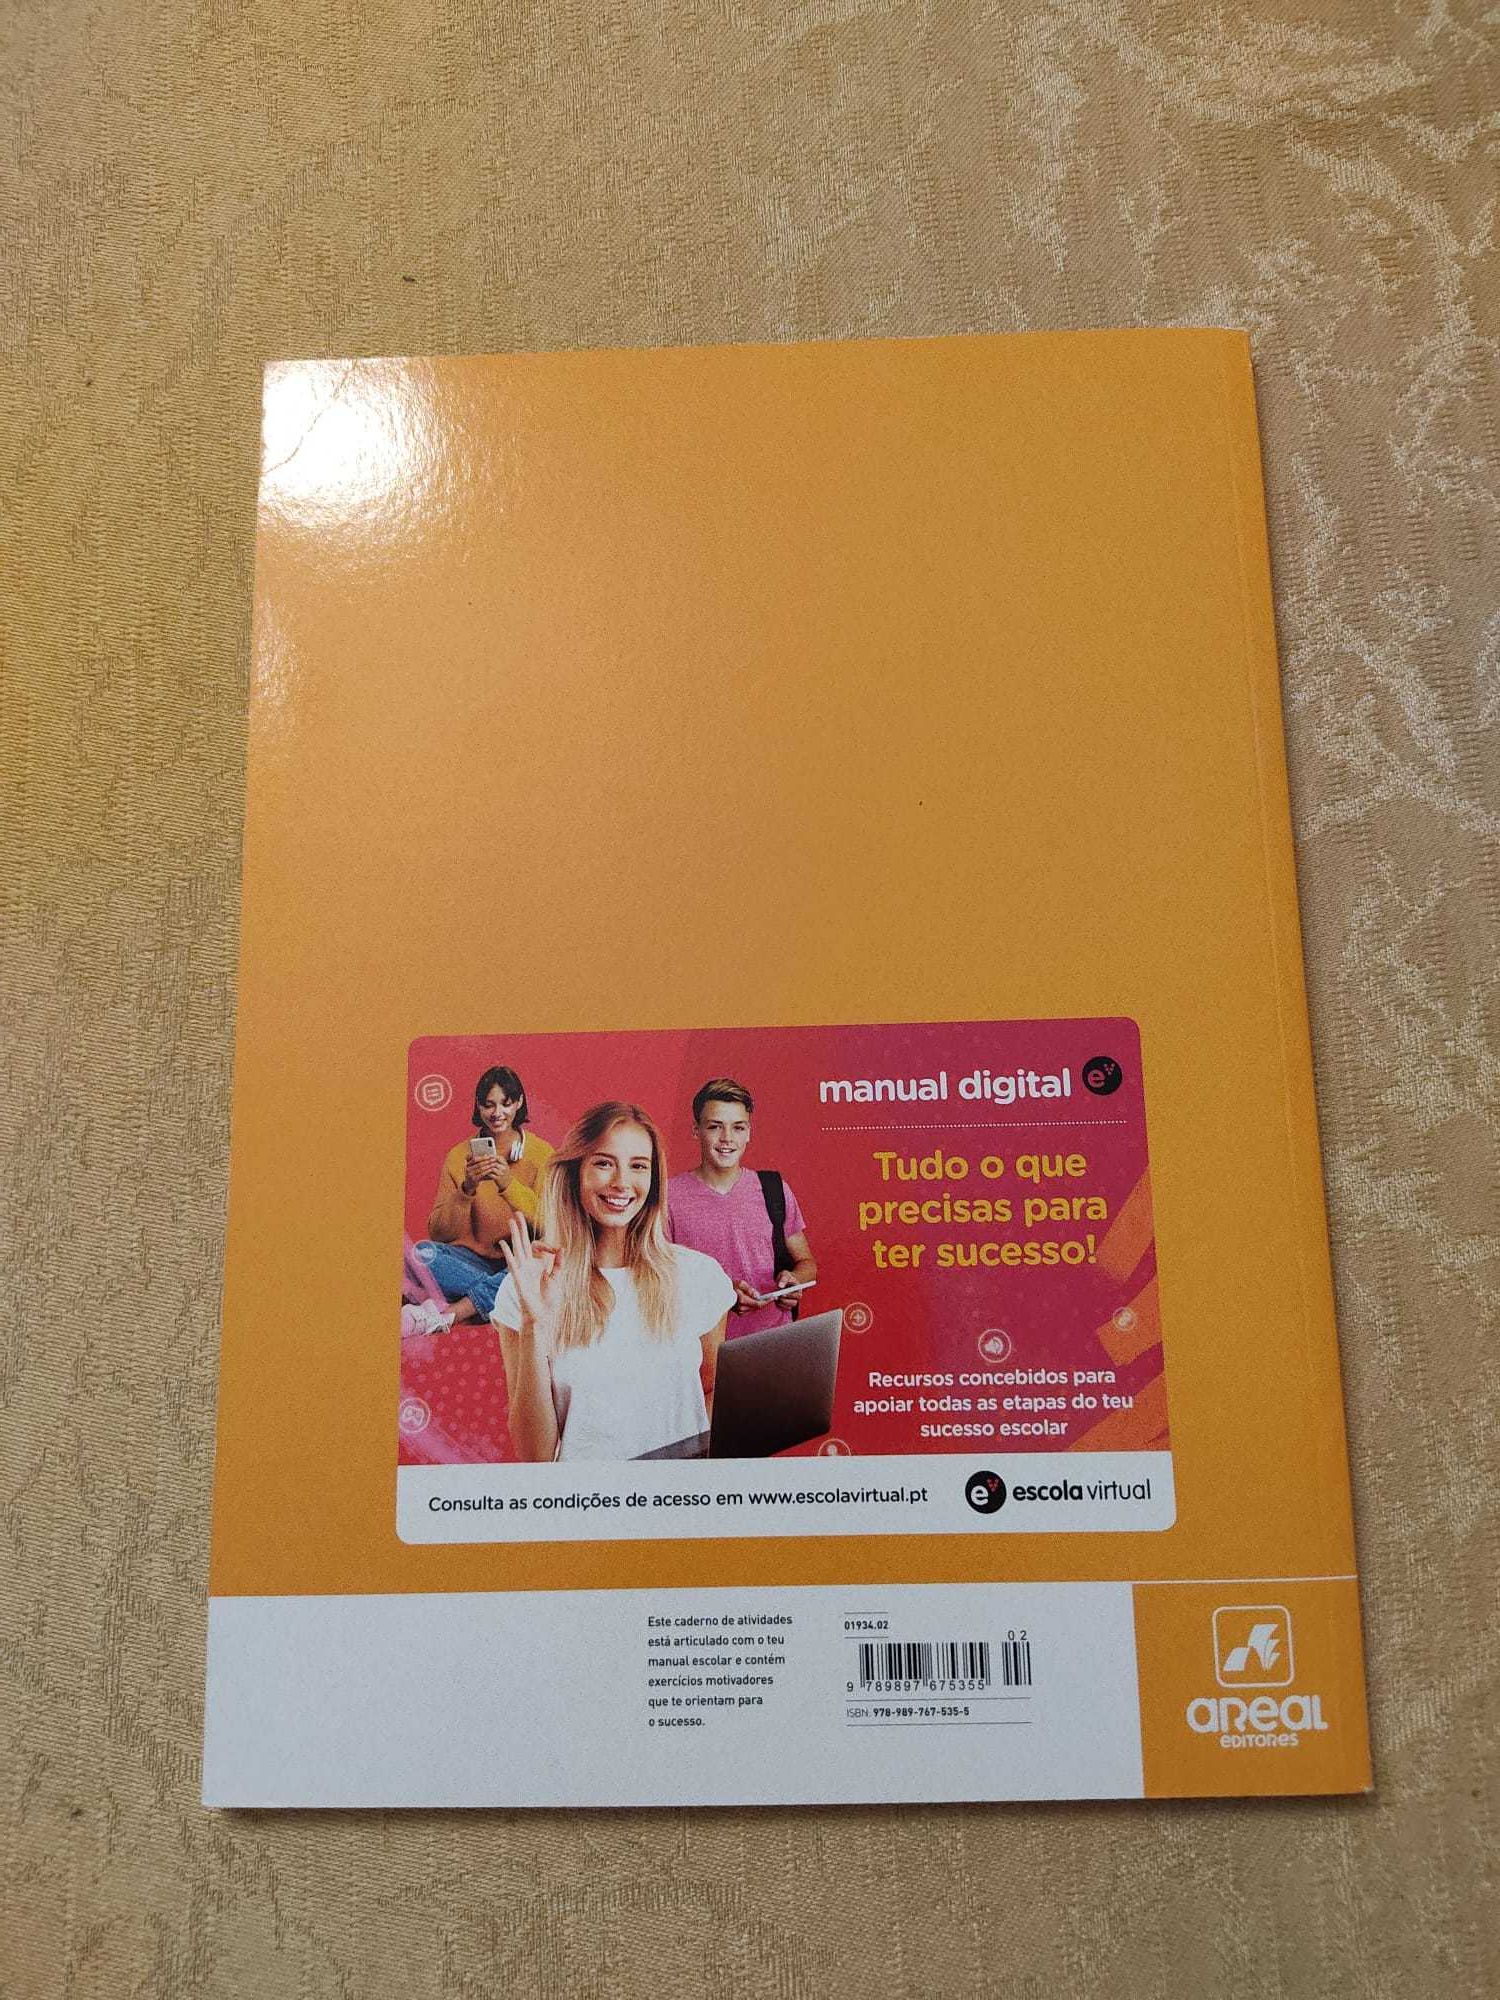 manual digital ev
Tudo o que
precisas para
ter sucesso!
Recursos concebidos para
apoiar todas as etapas do teu
sucesso escolar
Consulta as condições de acesso em www.escolavirtual.pt
ev escola virtual
Este caderno de atividades
está articulado com o teu
manual escolar e contém
exercícios motivadores
que te orientam para
o sucesso.
01934.02
02
9 789897 675355
ISBN: 978-989-767-535-5
aReaL
EDITORes